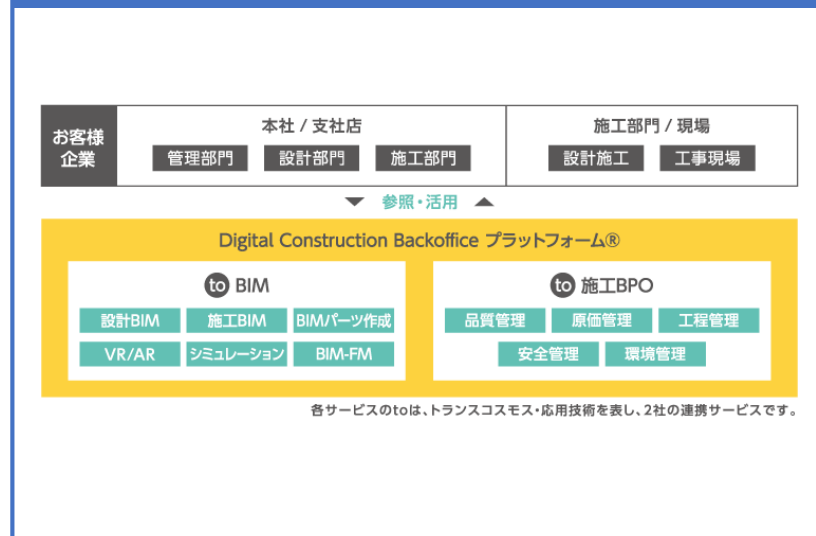 お客様
企業
本社 / 支社店
管理部門 設計部門 施工部門
施工部門 / 現場
設計施工 工事現場
▼ 参照・活用 ▲
Digital Construction Backoffice プラットフォーム®
to BIM
設計BIM 施工BIM BIMパーツ作成
VR/AR シミュレーション BIM-FM
to 施工BPO
品質管理 原価管理 工程管理
安全管理 環境管理
各サービスのtoは、トランスコスモス・応用技術を表し、2社の連携サービスです。